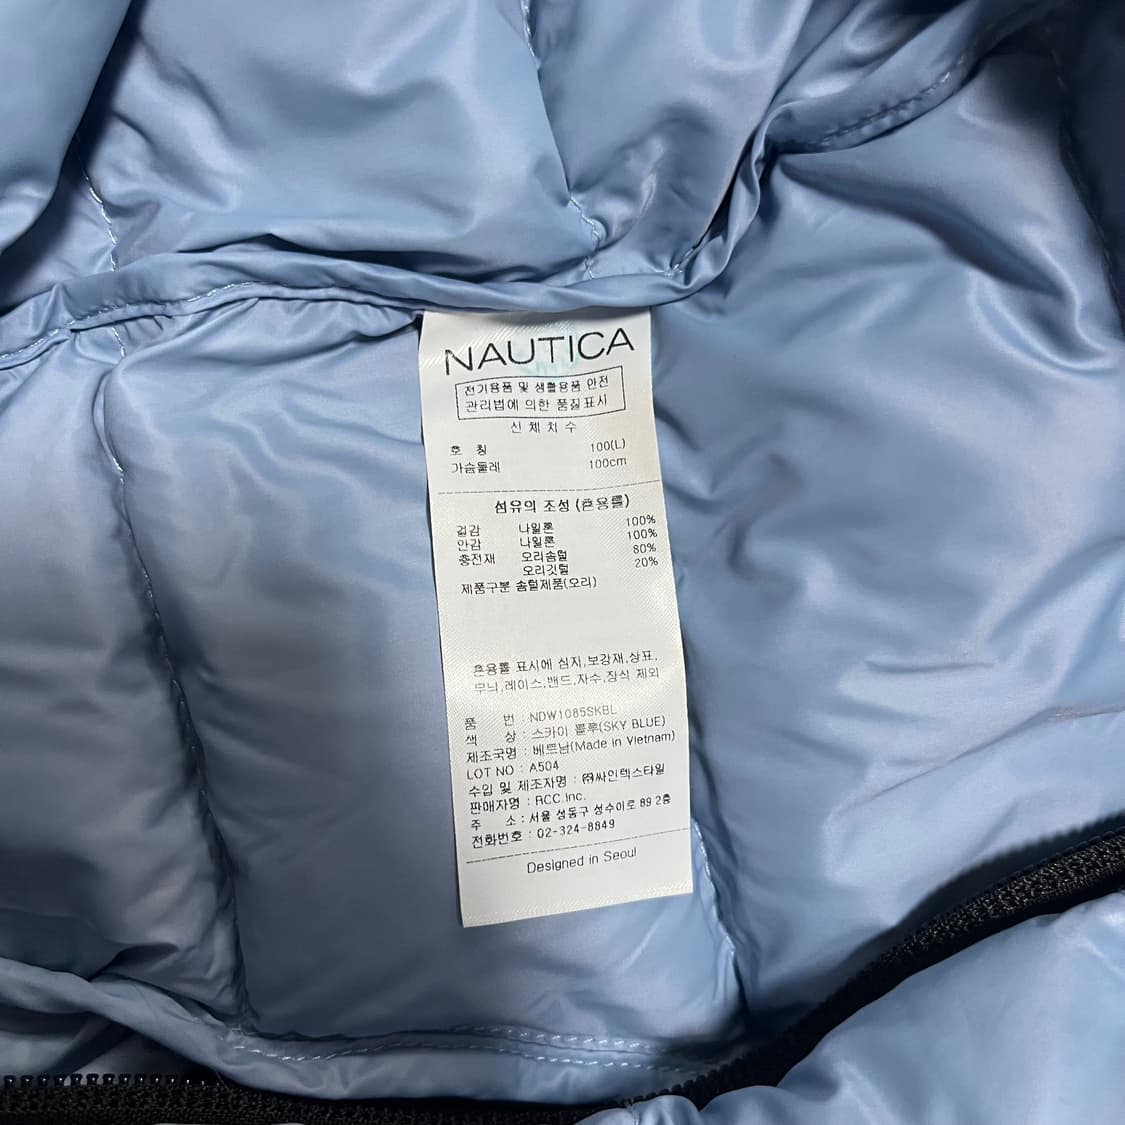 NAUTICA
전기용품 및 생활용품 안전
관리법에 의한 품질표시
신 체 치 수
호 칭 100(L)
가슴둘레 100cm
섬유의 조성 (혼용률)
겉감 나일론 100%
안감 나일론 100%
충전재 오리솜털 80%
오리깃털 20%
제품구분 솜털제품(오리)
혼용률 표시에 심지,보강재,상표,
무늬,레이스,밴드,자수,장식 제외
품 번 : NDW1085SKBL
색 상 : 스카이 블루(SKY BLUE)
제조국명 : 베트남(Made in Vietnam)
LOT NO : A504
수입 및 제조자명 : ㈜싸인텍스타일
판매자명 : RCC.Inc.
주 소 : 서울 성동구 성수이로 89 2층
전화번호 : 02-324-8849
Designed in Seoul